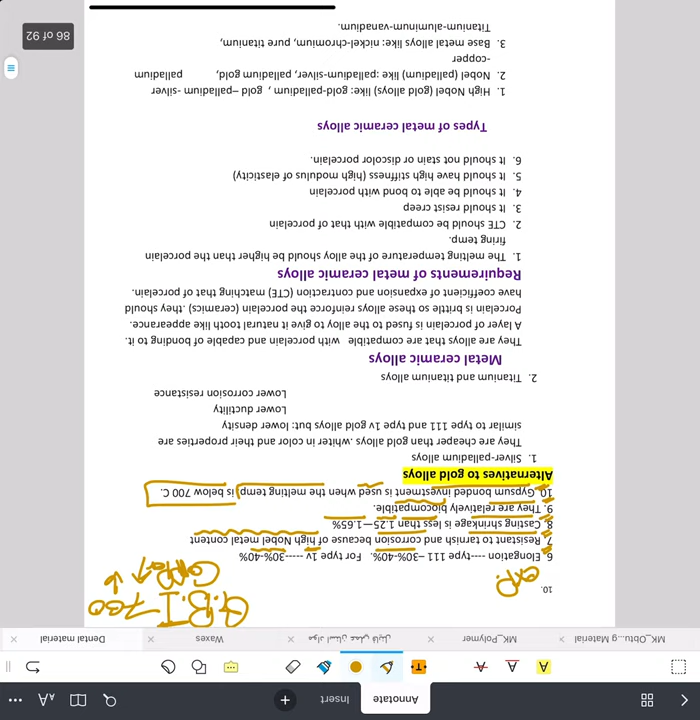 Annotate Insert
MK_Obtu...g Material MK_Polymer مواد اسنان عملي Waxes Dental material
10.
exp.
G.B.I 700
6. Elongation ----type 111 –30%-40%. For type 1v -----30%-40%
7. Resistant to tarnish and corrosion because of high Nobel metal content
8. Casting shrinkage is less than 1.25—1.65%
9. They are relatively biocompatible.
10. Gypsum bonded investment is used when the melting temp is below 700 C.
Alternatives to gold alloys
1. Silver-palladium alloys
They are cheaper than gold alloys .whiter in color and their properties are
similar to type 111 and type 1v gold alloys but: lower density
Lower ductility
Lower corrosion resistance
2. Titanium and titanium alloys
Metal ceramic alloys
They are alloys that are compatible with porcelain and capable of bonding to it.
A layer of porcelain is fused to the alloy to give it natural tooth like appearance.
Porcelain is brittle so these alloys reinforce the porcelain (ceramics) .they should
have coefficient of expansion and contraction (CTE) matching that of porcelain.
Requirements of metal ceramic alloys
1. The melting temperature of the alloy should be higher than the porcelain
firing temp.
2. CTE should be compatible with that of porcelain
3. It should resist creep
4. It should be able to bond with porcelain
5. It should have high stiffness (high modulus of elasticity)
6. It should not stain or discolor porcelain.
Types of metal ceramic alloys
1. High Nobel (gold alloys) like: gold-palladium , gold –palladium -silver
2. Nobel (palladium) like :palladium-silver, palladium gold, palladium
-copper
3. Base metal alloys like: nickel-chromium, pure titanium,
Titanium-aluminum-vanadium.
86 of 92